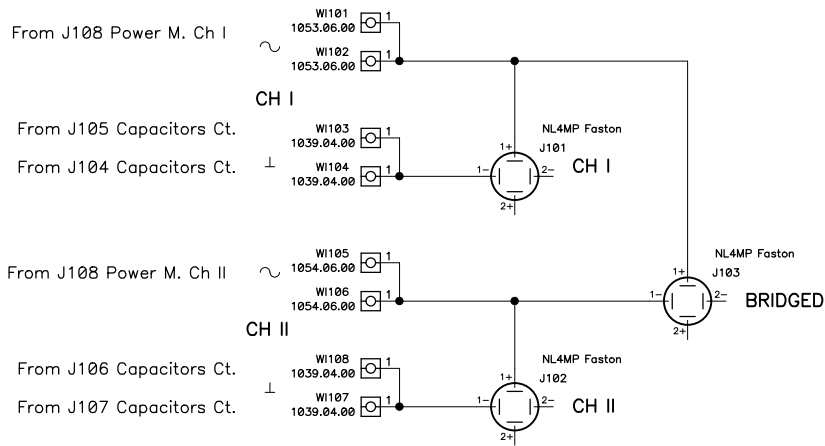 From J108 Power M. Ch I
WI101
1053.06.00
1
WI102
1053.06.00
1
CH I
From J105 Capacitors Ct.
WI103
1039.04.00
1
From J104 Capacitors Ct.
WI104
1039.04.00
1
NL4MP Faston
J101
1+
1-
2-
2+
CH I
From J108 Power M. Ch II
WI105
1054.06.00
1
WI106
1054.06.00
1
CH II
NL4MP Faston
J103
1+
1-
2-
2+
BRIDGED
From J106 Capacitors Ct.
WI108
1039.04.00
1
From J107 Capacitors Ct.
WI107
1039.04.00
1
NL4MP Faston
J102
1+
1-
2-
2+
CH II